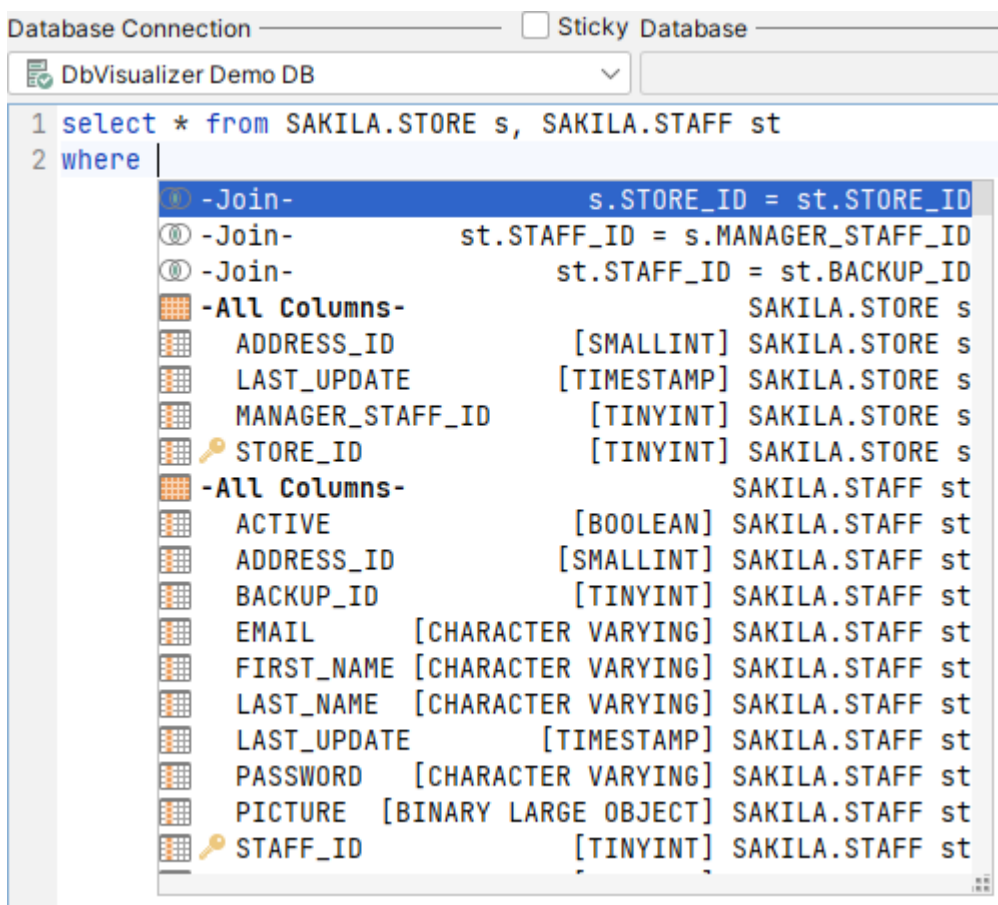 Database Connection Sticky Database
DbVisualizer Demo DB
1 select * from SAKILA.STORE s, SAKILA.STAFF st
2 where
-Join- s.STORE_ID = st.STORE_ID
-Join- st.STAFF_ID = s.MANAGER_STAFF_ID
-Join- st.STAFF_ID = st.BACKUP_ID
-All Columns- SAKILA.STORE s
ADDRESS_ID [SMALLINT] SAKILA.STORE s
LAST_UPDATE [TIMESTAMP] SAKILA.STORE s
MANAGER_STAFF_ID [TINYINT] SAKILA.STORE s
STORE_ID [TINYINT] SAKILA.STORE s
-All Columns- SAKILA.STAFF st
ACTIVE [BOOLEAN] SAKILA.STAFF st
ADDRESS_ID [SMALLINT] SAKILA.STAFF st
BACKUP_ID [TINYINT] SAKILA.STAFF st
EMAIL [CHARACTER VARYING] SAKILA.STAFF st
FIRST_NAME [CHARACTER VARYING] SAKILA.STAFF st
LAST_NAME [CHARACTER VARYING] SAKILA.STAFF st
LAST_UPDATE [TIMESTAMP] SAKILA.STAFF st
PASSWORD [CHARACTER VARYING] SAKILA.STAFF st
PICTURE [BINARY LARGE OBJECT] SAKILA.STAFF st
STAFF_ID [TINYINT] SAKILA.STAFF st